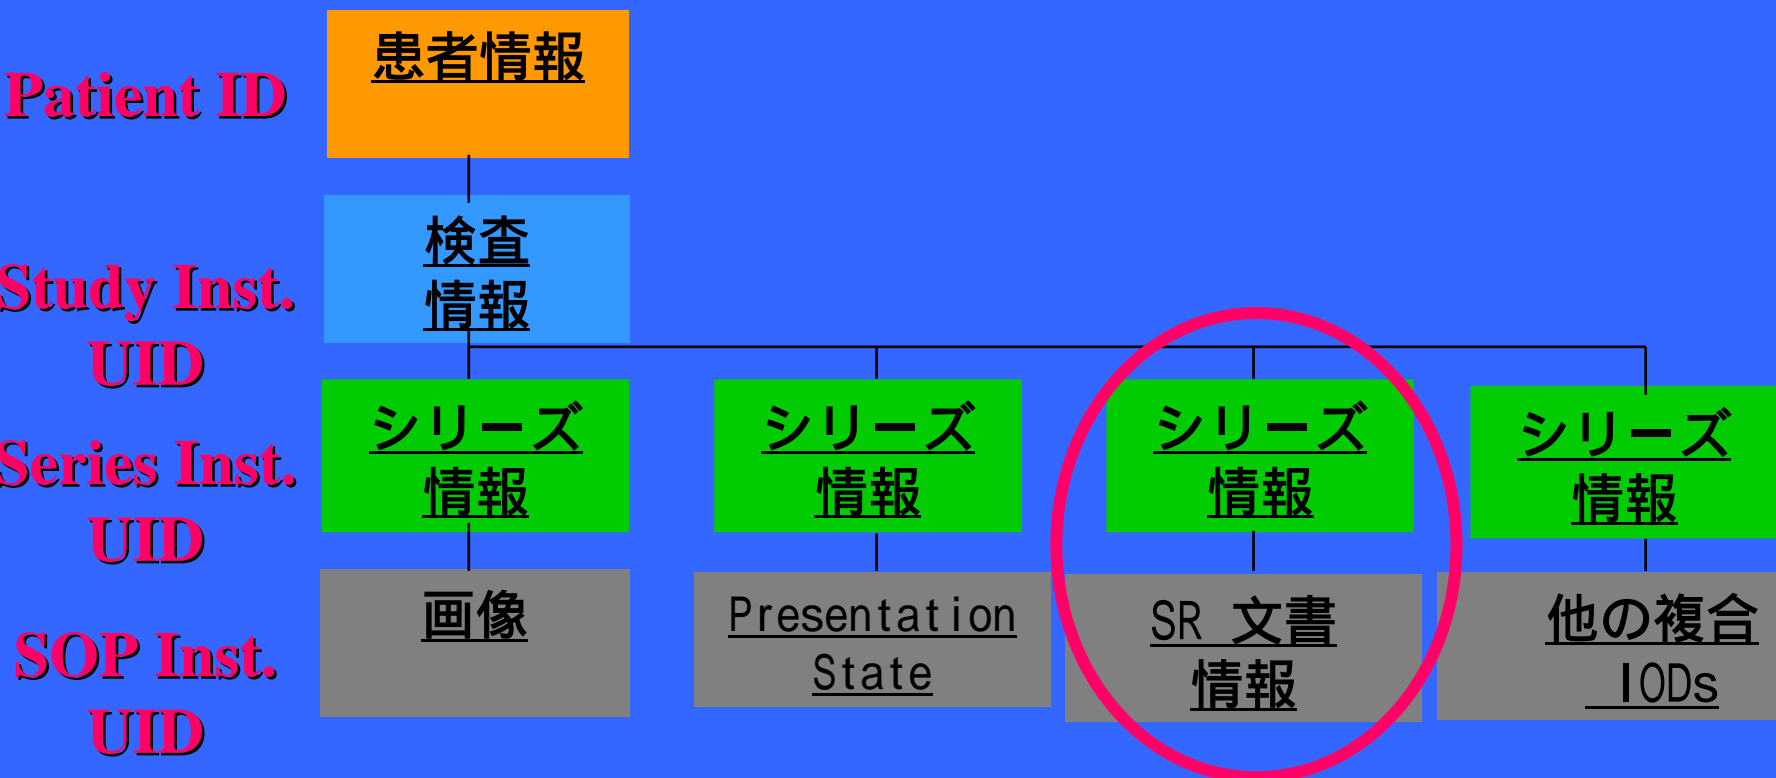 Patient ID
患者情報
Study Inst.
UID
検査
情報
Series Inst.
UID
シリーズ
情報
シリーズ
情報
シリーズ
情報
シリーズ
情報
SOP Inst.
UID
画像
Presentation
State
SR 文書
情報
他の複合
IODs